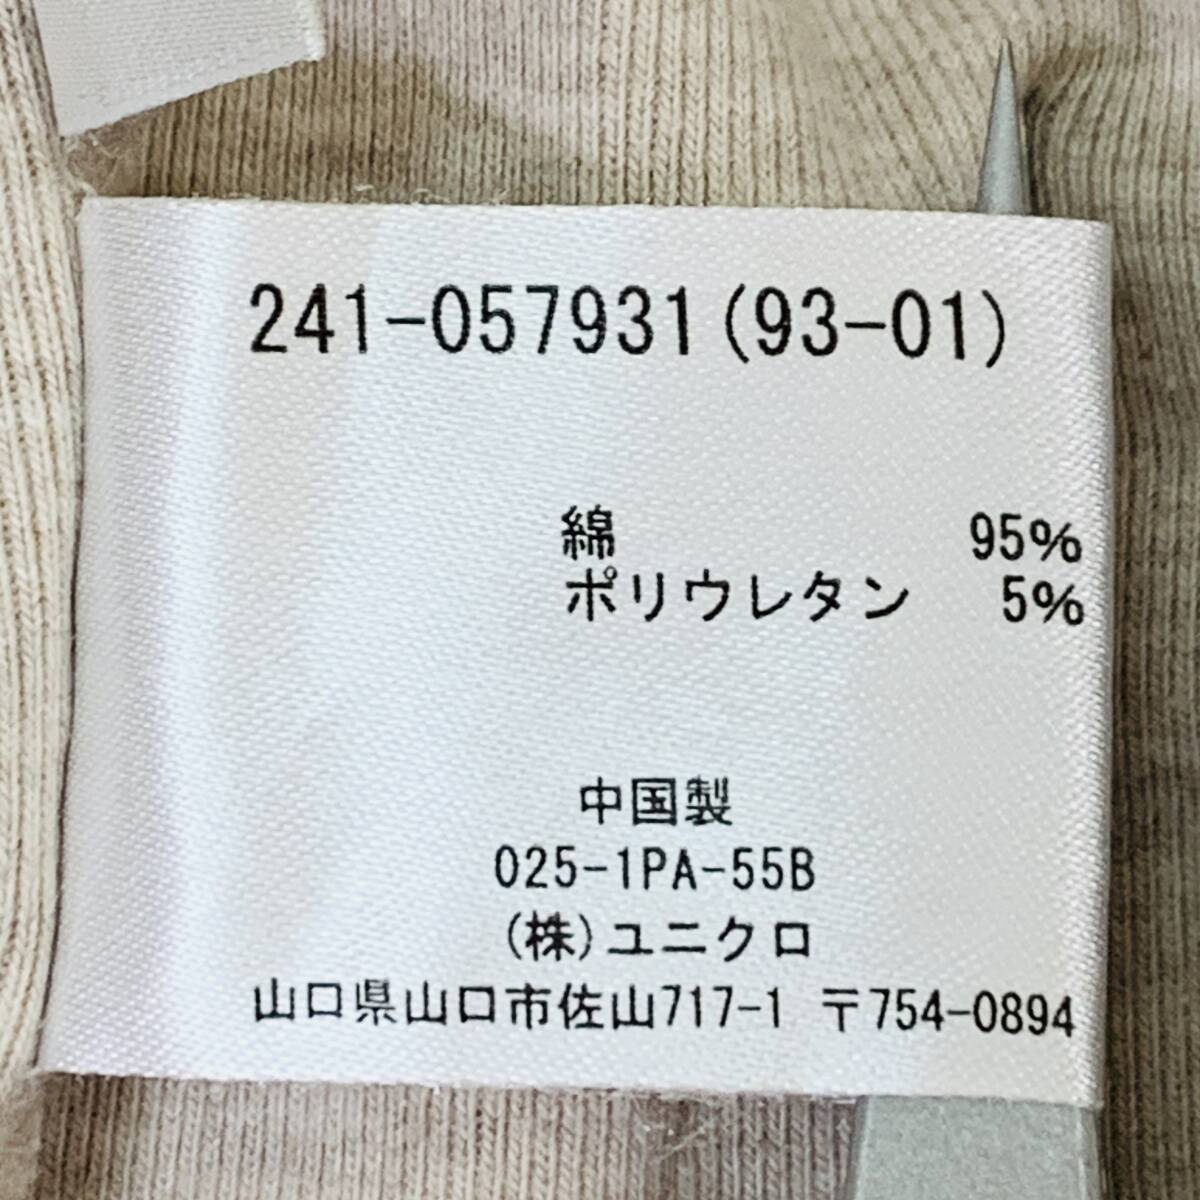 241-057931(93-01)
綿 95%
ポリウレタン 5%
中国製
025-1PA-55B
(株)ユニクロ
山口県山口市佐山717-1 〒754-0894